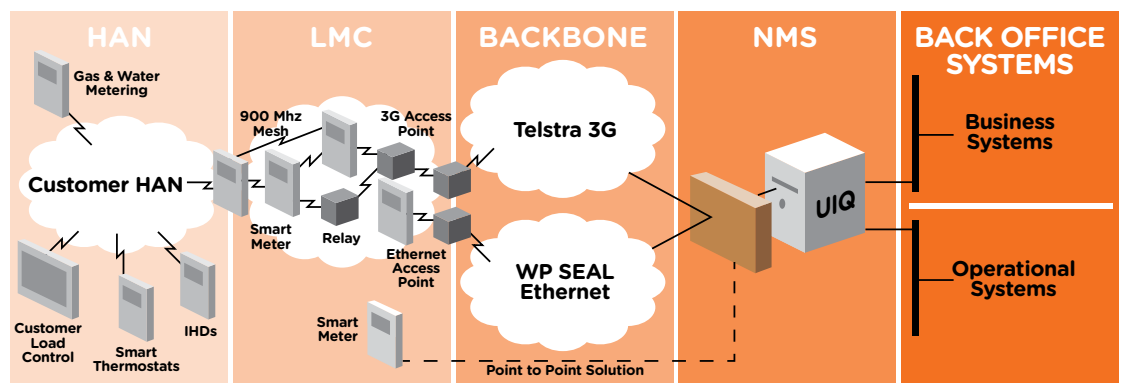 HAN
LMC
BACKBONE
NMS
BACK OFFICE
SYSTEMS
Gas & Water
Metering
Customer HAN
Customer
Load
Control
Smart
Thermostats
IHDs
900 Mhz
Mesh
3G Access
Point
Smart
Meter
Relay
Ethernet
Access
Point
Smart
Meter
Telstra 3G
WP SEAL
Ethernet
Point to Point Solution
UIQ
Business
Systems
Operational
Systems